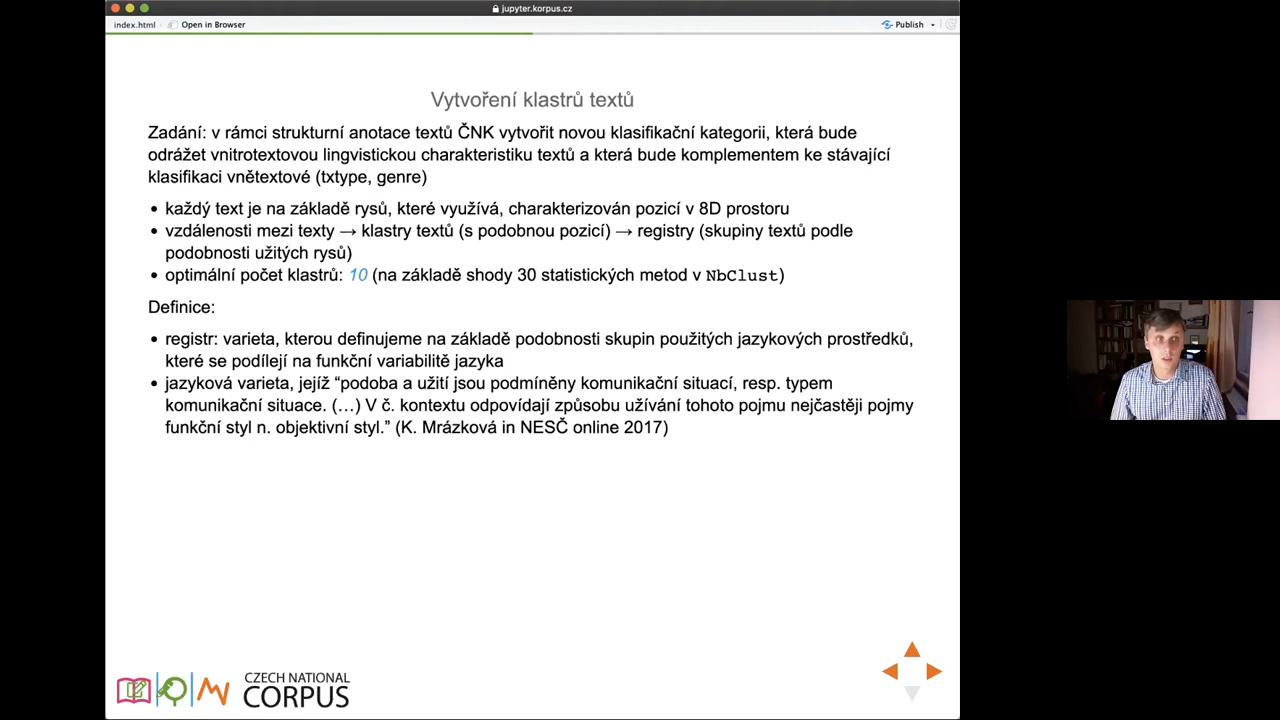 jupyter.korpus.cz
index.html
Open in Browser
Publish
Vytvoření klastrů textů
Zadání: v rámci strukturní anotace textů ČNK vytvořit novou klasifikační kategorii, která bude
odrážet vnitrotextovou lingvistickou charakteristiku textů a která bude komplementem ke stávající
klasifikaci vnětextové (txtype, genre)
• každý text je na základě rysů, které využívá, charakterizován pozicí v 8D prostoru
• vzdálenosti mezi texty → klastry textů (s podobnou pozicí) → registry (skupiny textů podle
podobnosti užitých rysů)
• optimální počet klastrů: 10 (na základě shody 30 statistických metod v NbClust)
Definice:
• registr: varieta, kterou definujeme na základě podobnosti skupin použitých jazykových prostředků,
které se podílejí na funkční variabilitě jazyka
• jazyková varieta, jejíž “podoba a užití jsou podmíněny komunikační situací, resp. typem
komunikační situace. (…) V č. kontextu odpovídají způsobu užívání tohoto pojmu nejčastěji pojmy
funkční styl n. objektivní styl.” (K. Mrázková in NESČ online 2017)
CZECH NATIONAL
CORPUS